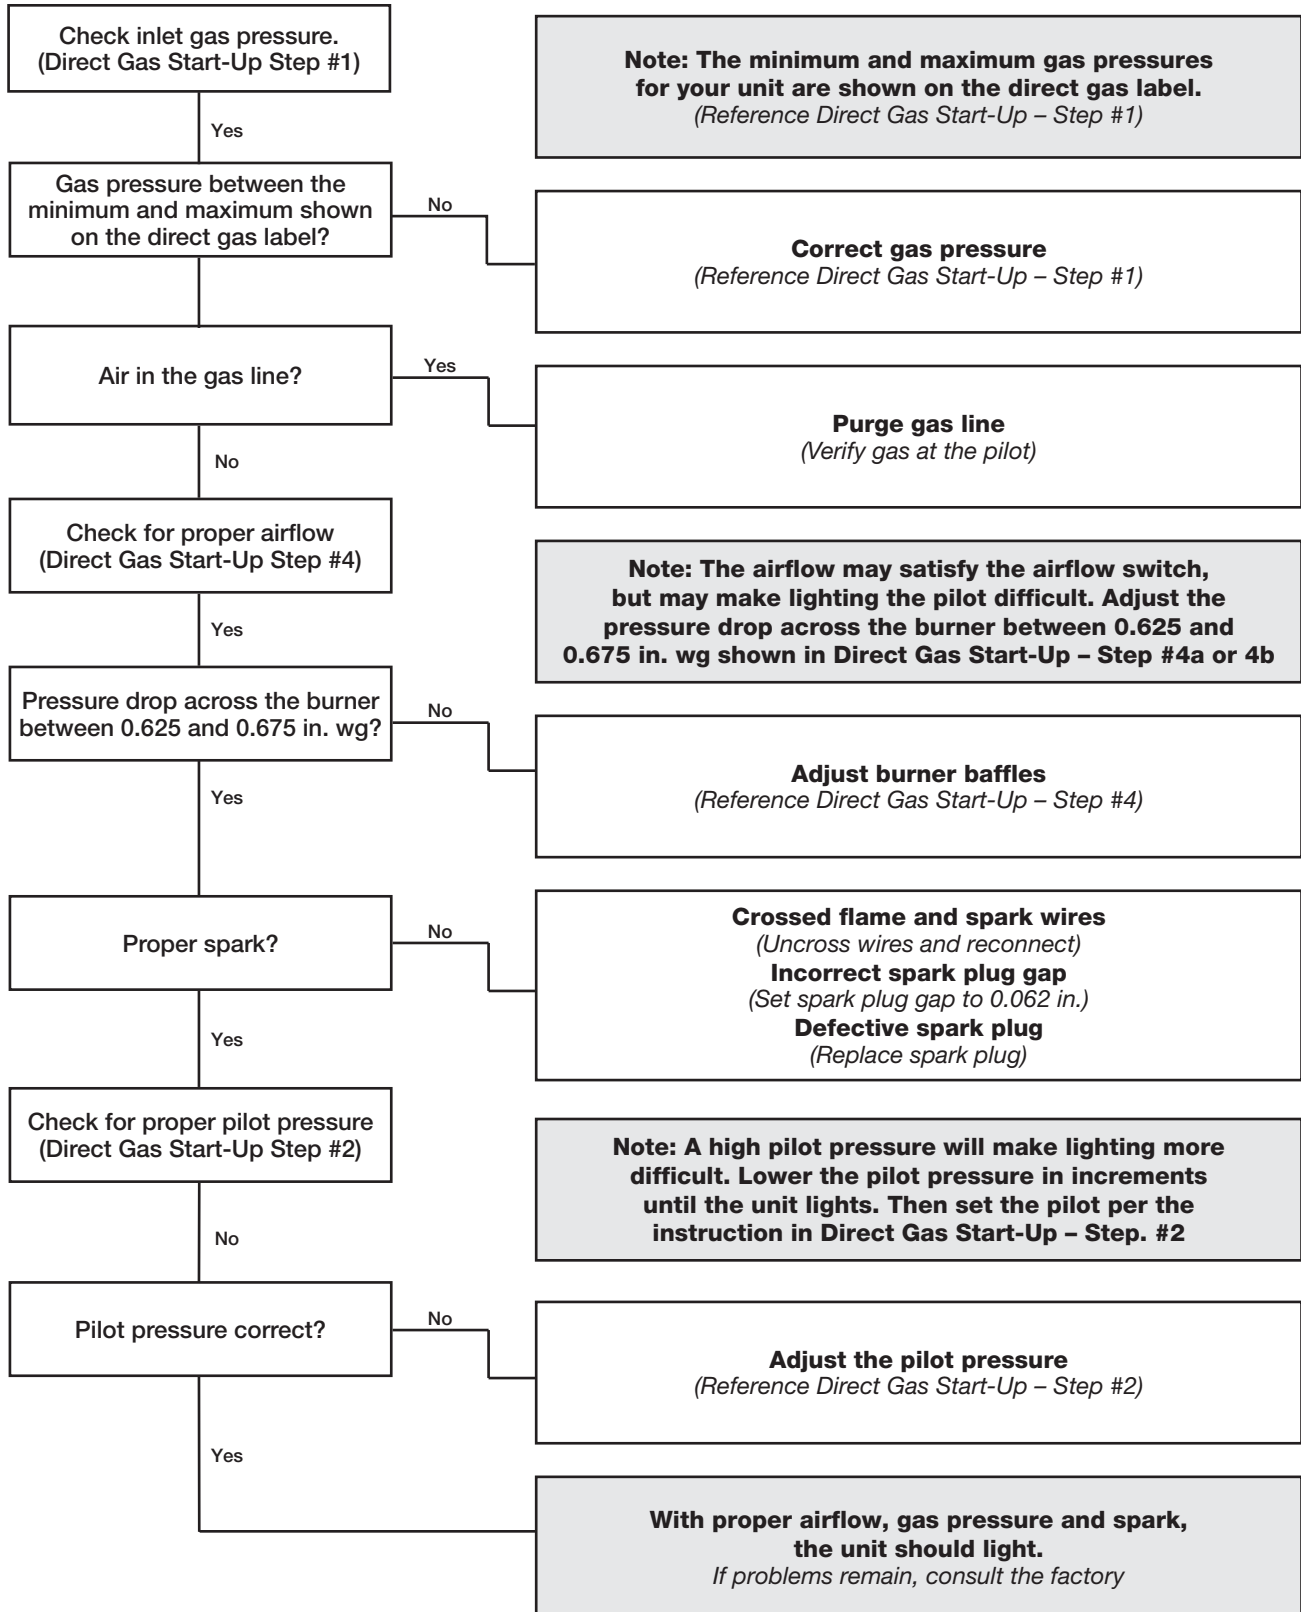 Check inlet gas pressure.
(Direct Gas Start-Up Step #1)
Note: The minimum and maximum gas pressures
for your unit are shown on the direct gas label.
(Reference Direct Gas Start-Up – Step #1)
Yes
Gas pressure between the
minimum and maximum shown
on the direct gas label?
No
Correct gas pressure
(Reference Direct Gas Start-Up – Step #1)
Air in the gas line?
Yes
Purge gas line
(Verify gas at the pilot)
No
Check for proper airflow
(Direct Gas Start-Up Step #4)
Note: The airflow may satisfy the airflow switch,
but may make lighting the pilot difficult. Adjust the
pressure drop across the burner between 0.625 and
0.675 in. wg shown in Direct Gas Start-Up – Step #4a or 4b
Yes
Pressure drop across the burner
between 0.625 and 0.675 in. wg?
No
Adjust burner baffles
(Reference Direct Gas Start-Up – Step #4)
Yes
Proper spark?
No
Crossed flame and spark wires
(Uncross wires and reconnect)
Incorrect spark plug gap
(Set spark plug gap to 0.062 in.)
Defective spark plug
(Replace spark plug)
Yes
Check for proper pilot pressure
(Direct Gas Start-Up Step #2)
Note: A high pilot pressure will make lighting more
difficult. Lower the pilot pressure in increments
until the unit lights. Then set the pilot per the
instruction in Direct Gas Start-Up – Step. #2
No
Pilot pressure correct?
No
Adjust the pilot pressure
(Reference Direct Gas Start-Up – Step #2)
Yes
With proper airflow, gas pressure and spark,
the unit should light.
If problems remain, consult the factory